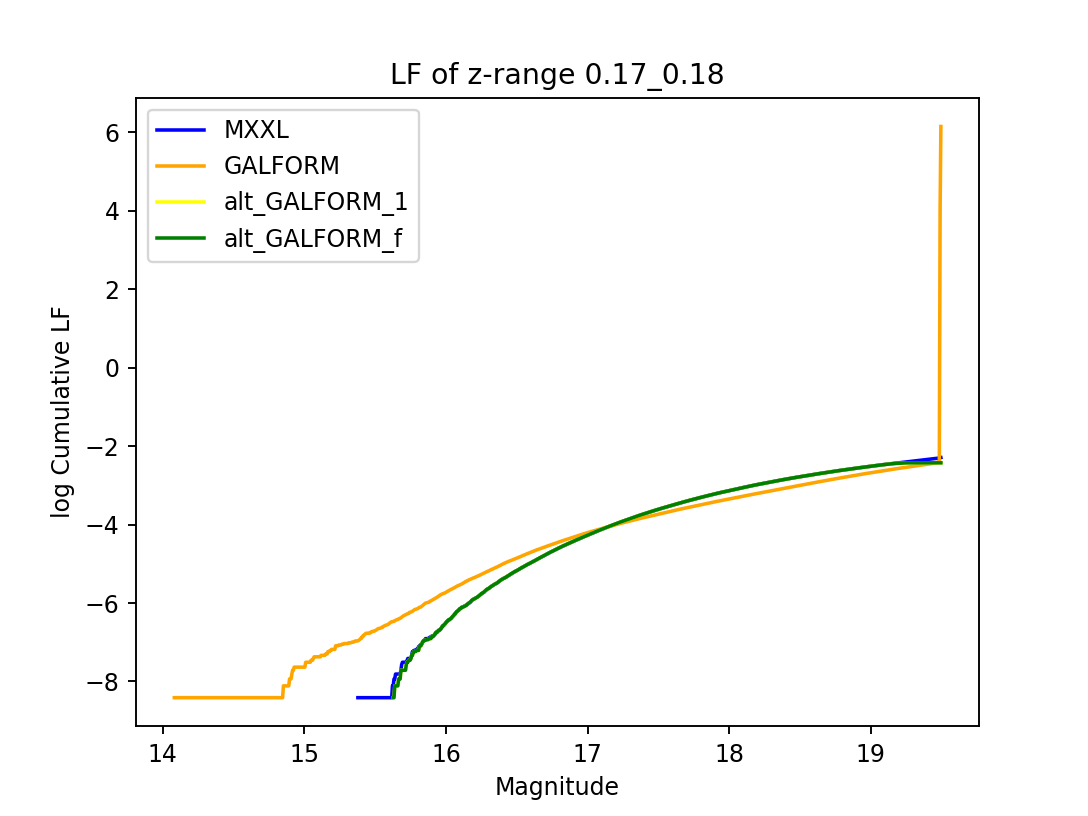 LF of z-range 0.17_0.18
MXXL
GALFORM
alt_GALFORM_1
alt_GALFORM_f
log Cumulative LF
6
4
2
0
−2
−4
−6
−8
14 15 16 17 18 19
Magnitude